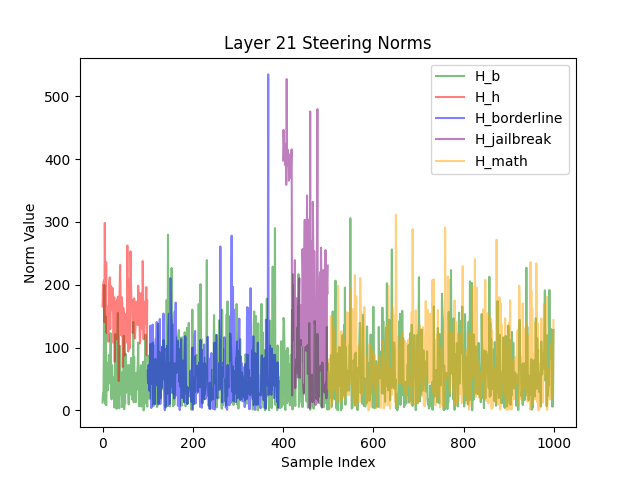 Layer 21 Steering Norms
H_b
H_h
H_borderline
H_jailbreak
H_math
Norm Value
500
400
300
200
100
0
0 200 400 600 800 1000
Sample Index